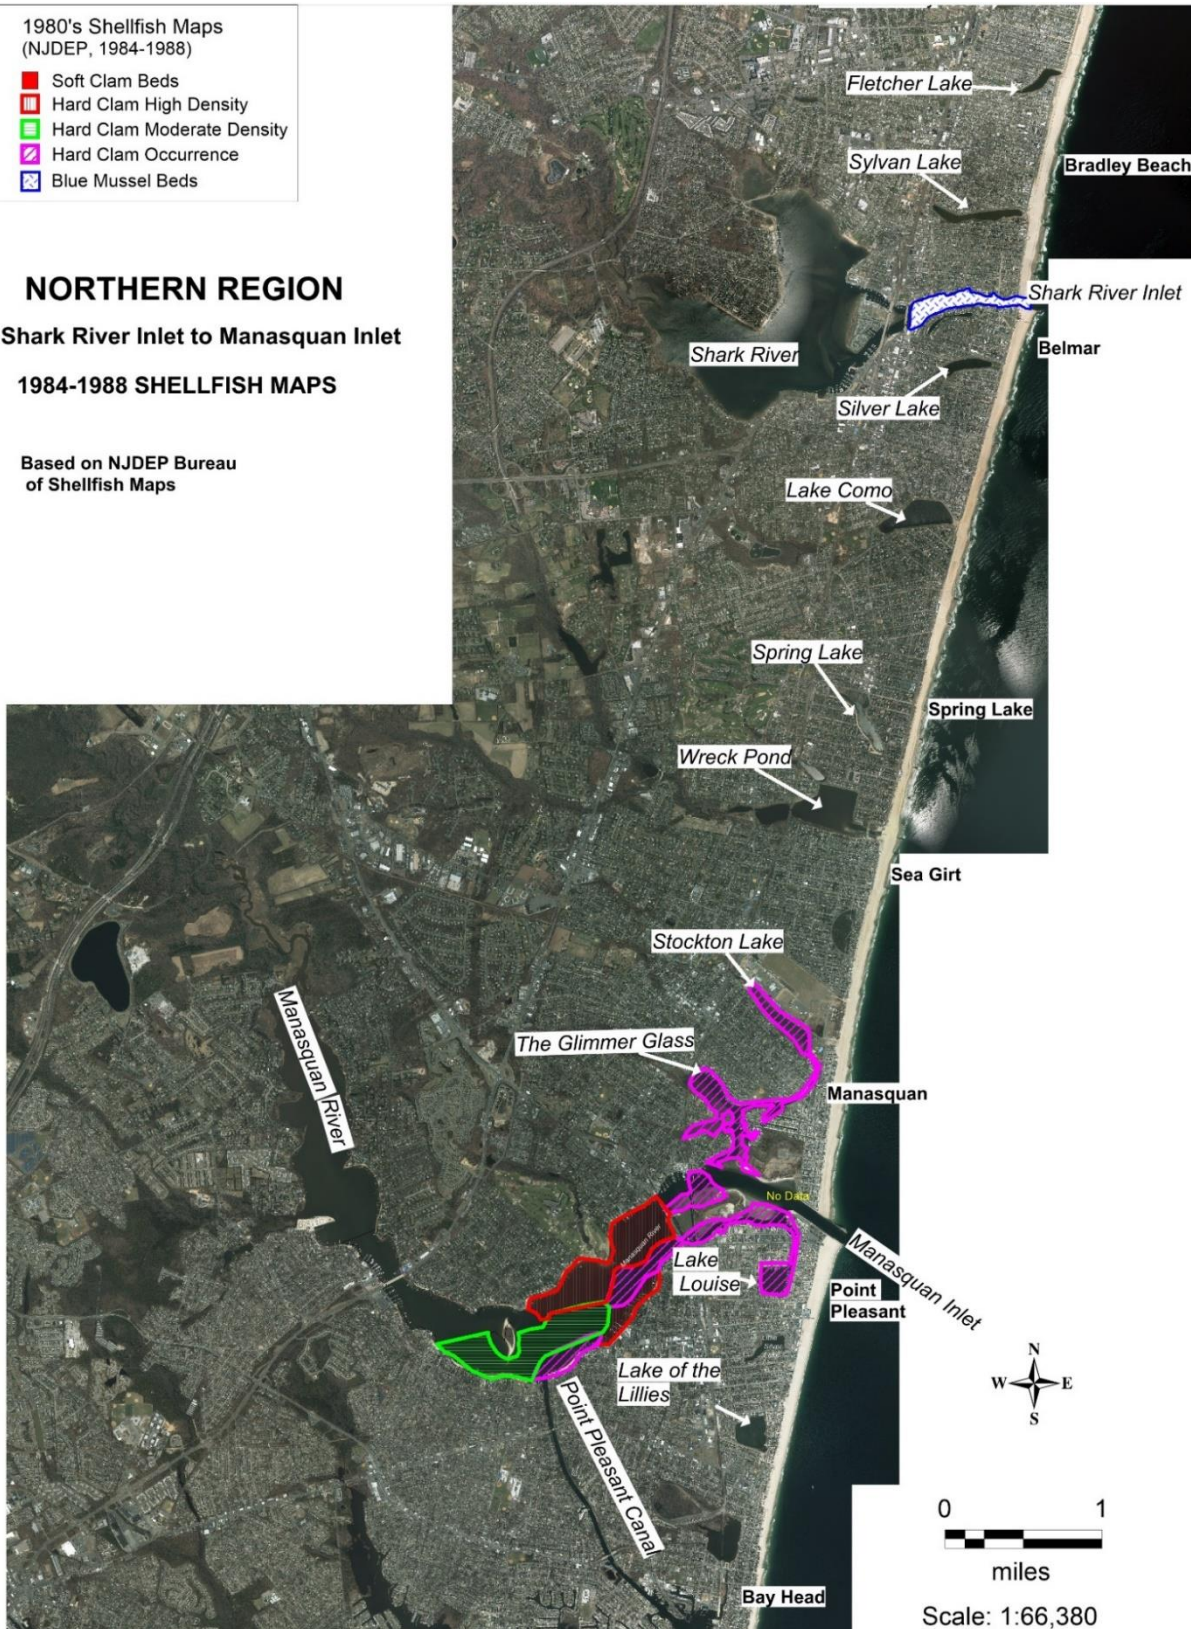 1980's Shellfish Maps
(NJDEP, 1984-1988)
Soft Clam Beds
Hard Clam High Density
Hard Clam Moderate Density
Hard Clam Occurrence
Blue Mussel Beds
NORTHERN REGION
Shark River Inlet to Manasquan Inlet
1984-1988 SHELLFISH MAPS
Based on NJDEP Bureau
of Shellfish Maps
Fletcher Lake
Sylvan Lake
Bradley Beach
Shark River Inlet
Shark River
Belmar
Silver Lake
Lake Como
Spring Lake
Spring Lake
Wreck Pond
Sea Girt
Stockton Lake
Manasquan River
The Glimmer Glass
Manasquan
No Data
Manasquan River
Manasquan Inlet
Lake
Louise
Point
Pleasant
Lake of the
Lillies
Point Pleasant Canal
N
W
E
S
0 1
miles
Bay Head
Scale: 1:66,380